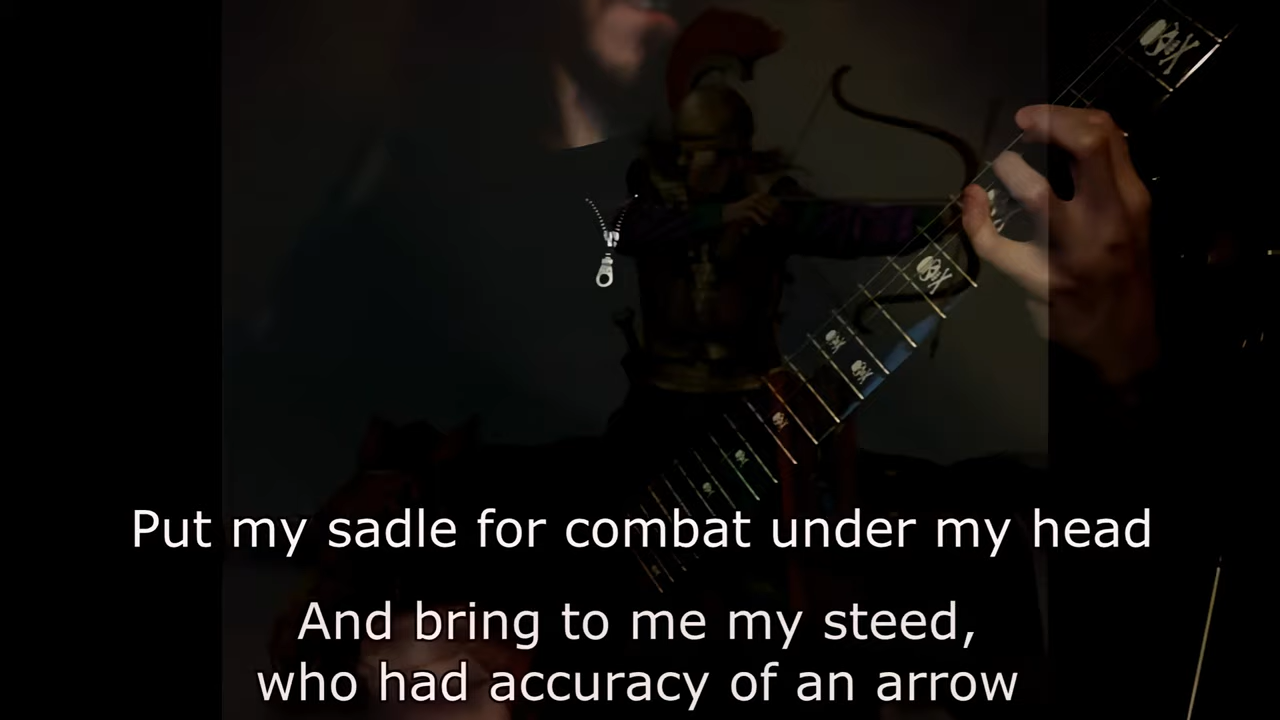 Put my sadle for combat under my head
And bring to me my steed,
who had accuracy of an arrow